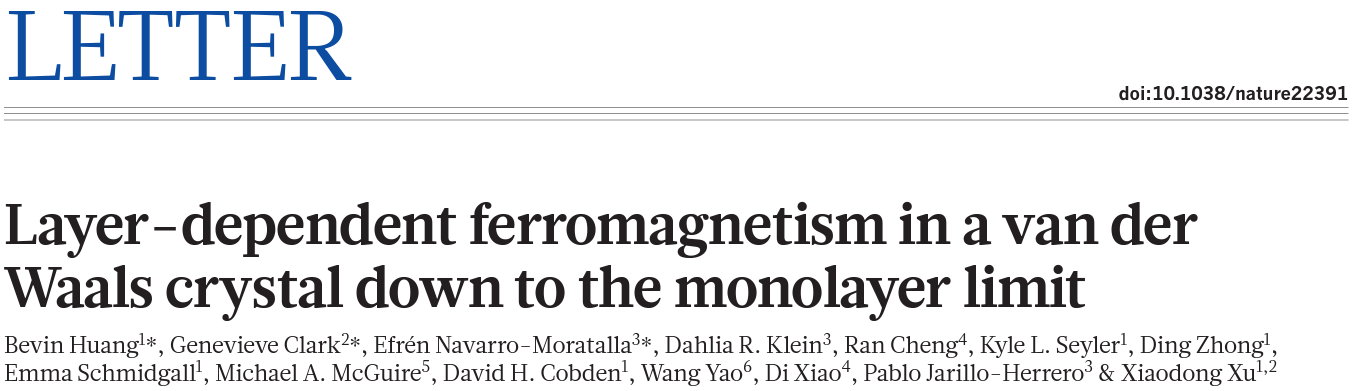 LETTER
doi:10.1038/nature22391
Layer-dependent ferromagnetism in a van der
Waals crystal down to the monolayer limit
Bevin Huang1*, Genevieve Clark2*, Efrén Navarro-Moratalla3*, Dahlia R. Klein3, Ran Cheng4, Kyle L. Seyler1, Ding Zhong1,
Emma Schmidgall1, Michael A. McGuire5, David H. Cobden1, Wang Yao6, Di Xiao4, Pablo Jarillo-Herrero3 & Xiaodong Xu1,2